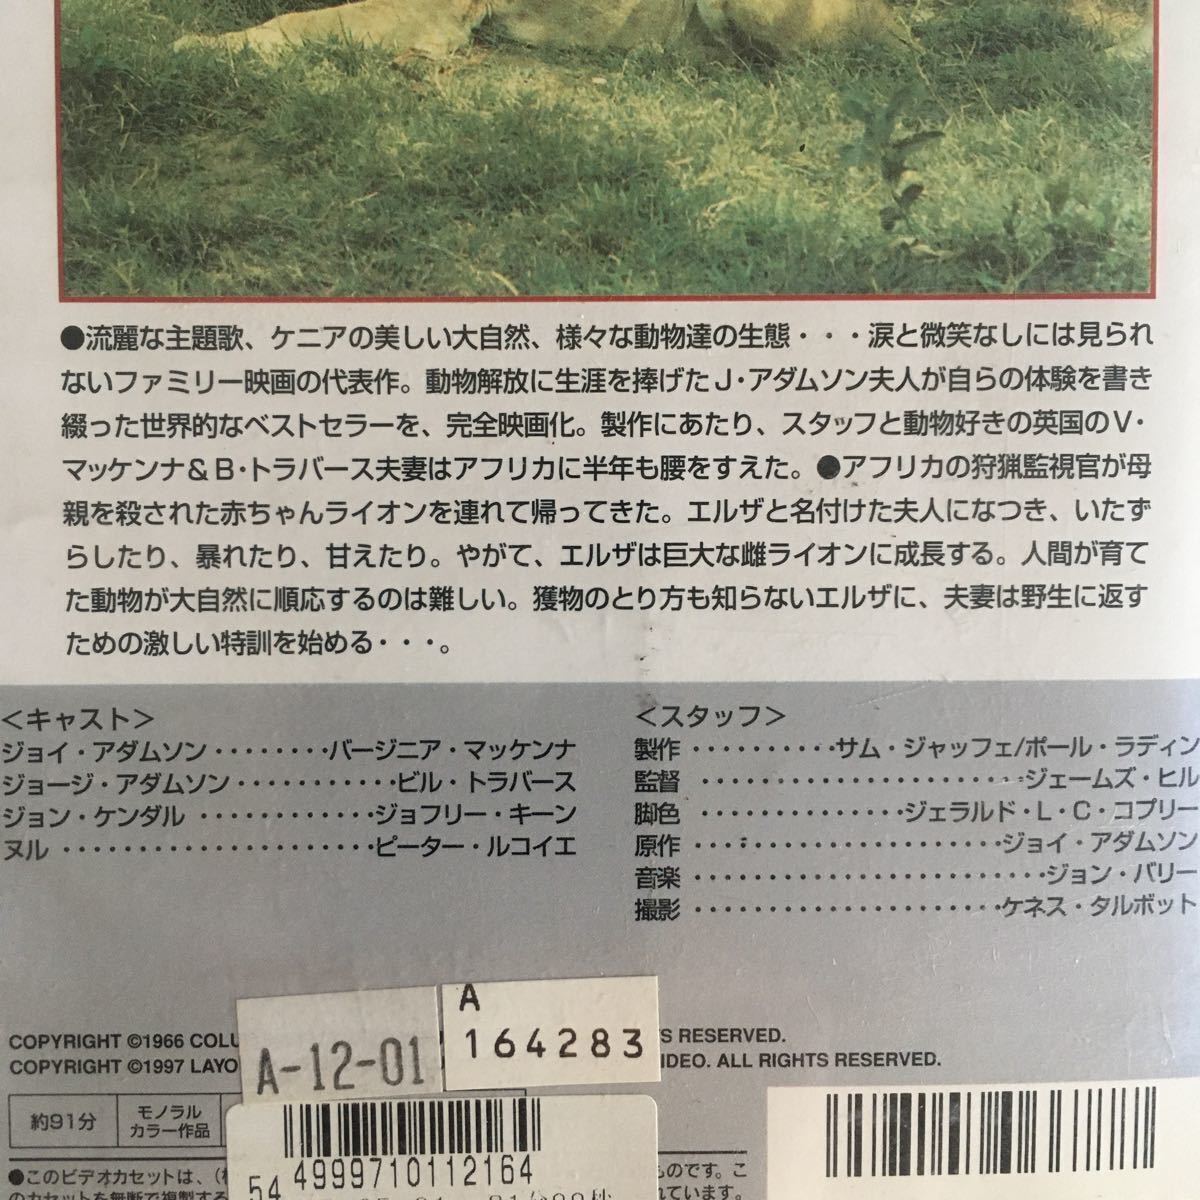 ●流麗な主題歌、ケニアの美しい大自然、様々な動物達の生態・・・涙と微笑なしには見られ
ないファミリー映画の代表作。動物解放に生涯を捧げたJ・アダムソン夫人が自らの体験を書き
綴った世界的なベストセラーを、完全映画化。製作にあたり、スタッフと動物好きの英国のV・
マッケンナ&B・トラバース夫妻はアフリカに半年も腰をすえた。●アフリカの狩猟監視官が母
親を殺された赤ちゃんライオンを連れて帰ってきた。エルザと名付けた夫人になつき、いたず
らしたり、暴れたり、甘えたり。やがて、エルザは巨大な雌ライオンに成長する。人間が育て
た動物が大自然に順応するのは難しい。獲物のとり方も知らないエルザに、夫妻は野生に返す
ための激しい特訓を始める・・・。
<キャスト>
ジョイ・アダムソン・・・・・・・・バージニア・マッケンナ
ジョージ・アダムソン・・・・・・・・・・・ビル・トラバース
ジョン・ケンダル・・・・・・・・・・・・ジョフリー・キーン
ヌル・・・・・・・・・・・・・・・・・・・・・ピーター・ルコイエ
<スタッフ>
製作・・・・・・・・・・サム・ジャッフェ/ポール・ラディン
監督・・・・・・・・・・・・・・・・・・・・・・ジェームズ・ヒル
脚色・・・・・・・・・・・・・・ジェラルド・L・C・コプリー
原作・・・・・・・・・・・・・・・・・・・・・ジョイ・アダムソン
音楽・・・・・・・・・・・・・・・・・・・・・・・・ジョン・バリー
撮影・・・・・・・・・・・・・・・・・・・・・ケネス・タルボット
COPYRIGHT ©1966 COLU
S RESERVED.
COPYRIGHT ©1997 LAYO
IDEO. ALL RIGHTS RESERVED.
A-12-01
A
164283
約91分
モノラル
カラー作品
54
4999710112164
●このビデオカセットは、
ものです。こ
のカセットを無断で複製する
れています。